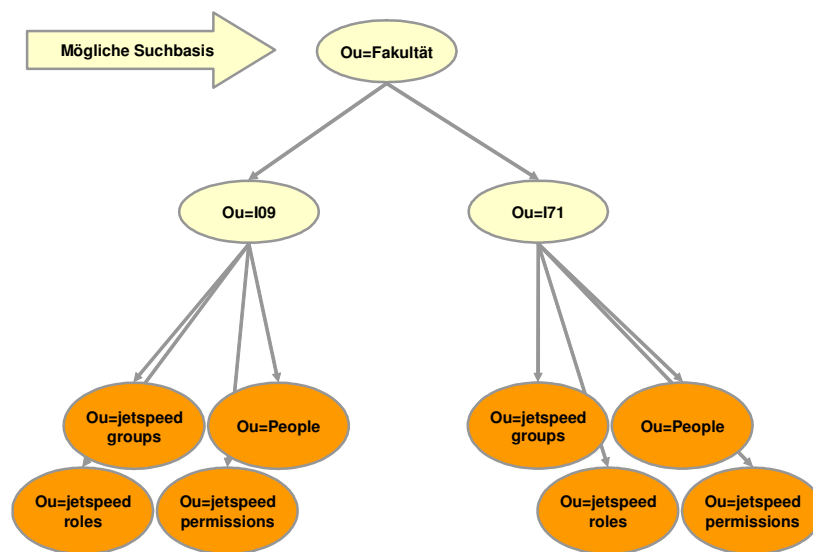 Mögliche Suchbasis
Ou=Fakultät
Ou=I09
Ou=I71
Ou=jetspeed
groups
Ou=People
Ou=jetspeed
groups
Ou=People
Ou=jetspeed
roles
Ou=jetspeed
permissions
Ou=jetspeed
roles
Ou=jetspeed
permissions